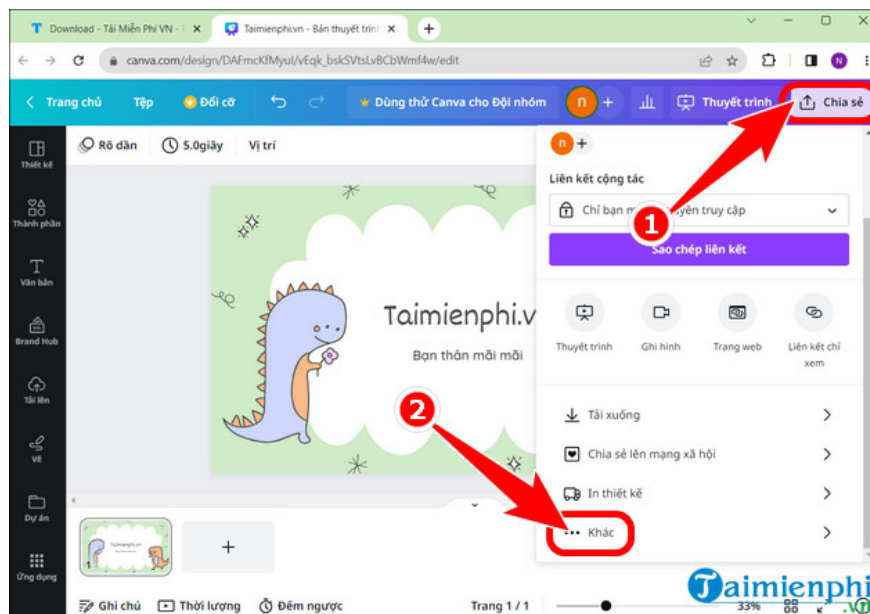 Download - Tải Miễn Phí VN -
Taimienphi.vn - Bản thuyết trìn
canva.com/design/DAFmcKfMyuI/vEqk_bskSVtsLvBCbWmf4w/edit
N
Trang chủ Tệp Đổi cỡ Dùng thử Canva cho Đội nhóm n + Thuyết trình Chia sẻ
Thiết kế
Thành phần
Văn bản
Brand Hub
Tải lên
Vẽ
Dự án
Ứng dụng
Rõ dần 5.0giây Vị trí
Taimienphi.v
Bạn thân mãi mãi
n +
Liên kết cộng tác
Chỉ bạn truy cập
1
Sao chép liên kết
Thuyết trình
Ghi hình
Trang web
Liên kết chỉ xem
2
Tải xuống
Chia sẻ lên mạng xã hội
In thiết kế
Khác
Taimienphi.vn
1
+
Ghi chú Thời lượng Đếm ngược Trang 1 / 1 33%
Taimienphi
.vn